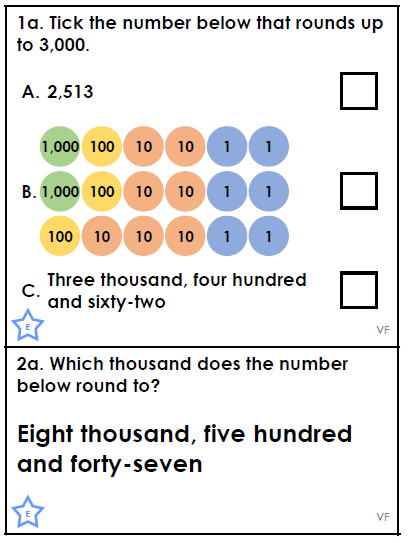 1a. Tick the number below that rounds up
to 3,000.
A. 2,513
1,000 100 10 10 1 1
B. 1,000 100 10 10 1 1
100 10 10 10 1 1
C. Three thousand, four hundred
and sixty-two
E
VF
2a. Which thousand does the number
below round to?
Eight thousand, five hundred
and forty-seven
E
VF